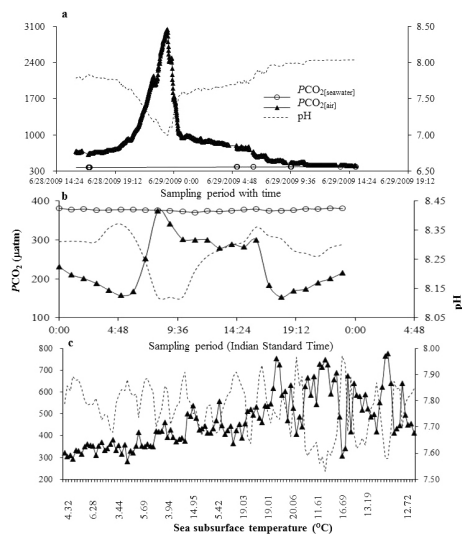 a
3100
2400
1700
1000
300
8.50
8.00
7.50
7.00
6.50
PCO2[seawater]
PCO2[air]
pH
6/28/2009 14:24 6/28/2009 19:12 6/29/2009 0:00 6/29/2009 4:48 6/29/2009 9:36 6/29/2009 14:24 6/29/2009 19:12
Sampling period with time
b
400
300
200
100
8.45
8.35
8.25
8.15
8.05
PCO2 (µatm)
pH
0:00 4:48 9:36 14:24 19:12 0:00 4:48
Sampling period (Indian Standard Time)
c
800
700
600
500
400
300
200
8.00
7.90
7.80
7.70
7.60
7.50
4.32 6.28 3.44 5.69 3.94 14.95 5.42 19.03 19.01 20.06 11.61 16.69 13.19 12.72
Sea subsurface temperature (°C)